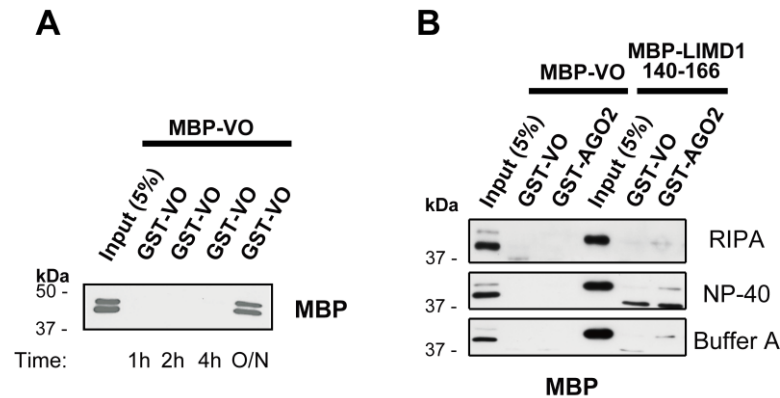 A
MBP-VO
Input (5%)
GST-VO
GST-VO
GST-VO
GST-VO
kDa
50 -
37 -
MBP
Time: 1h 2h 4h O/N
B
MBP-LIMD1
140-166
MBP-VO
Input (5%)
GST-VO
GST-AGO2
Input (5%)
GST-VO
GST-AGO2
kDa
37 -
RIPA
37 -
NP-40
37 -
Buffer A
MBP